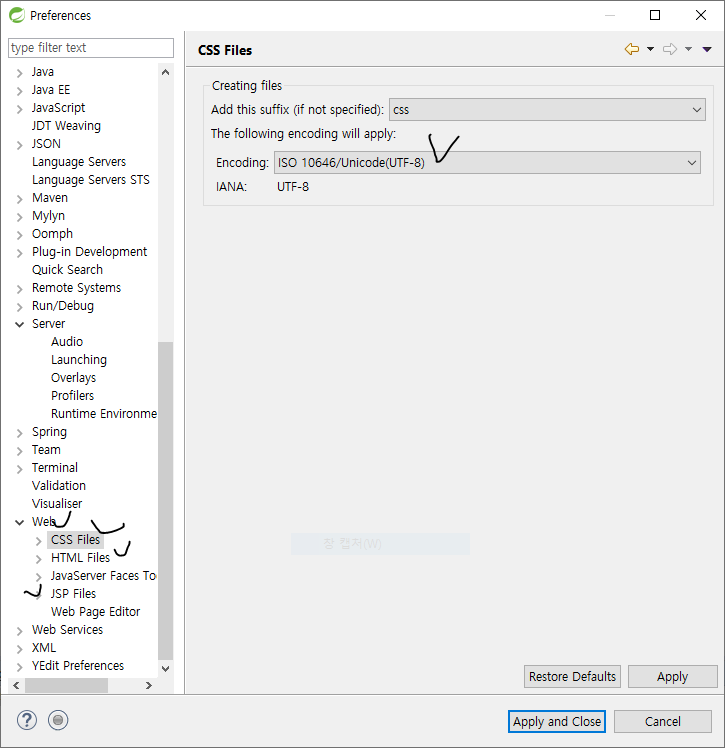 Preferences
type filter text
CSS Files
Java
Java EE
JavaScript
JDT Weaving
JSON
Language Servers
Language Servers STS
Maven
Mylyn
Oomph
Plug-in Development
Quick Search
Remote Systems
Run/Debug
Server
Audio
Launching
Overlays
Profilers
Runtime Environme
Spring
Team
Terminal
Validation
Visualiser
Web
CSS Files
HTML Files
JavaServer Faces To
JSP Files
Web Page Editor
Web Services
XML
YEdit Preferences
Creating files
Add this suffix (if not specified): css
The following encoding will apply:
Encoding: ISO 10646/Unicode(UTF-8)
IANA: UTF-8
창 캡처(W)
Restore Defaults
Apply
?
Apply and Close
Cancel